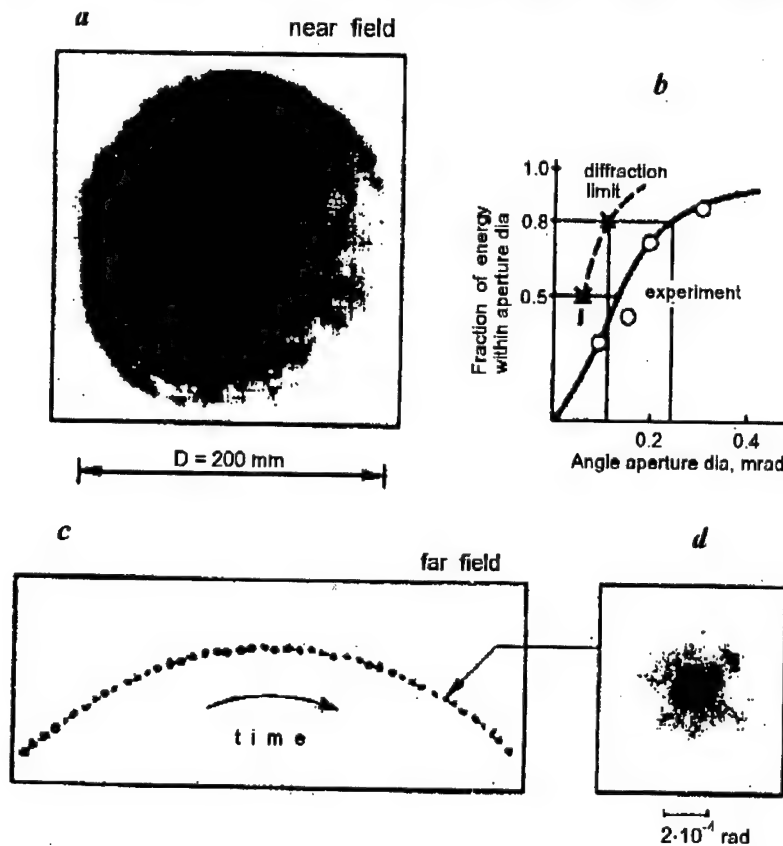 a
near field
D = 200 mm
b
1.0
diffraction
limit
0.8
0.5
experiment
Fraction of energy
within aperture dia
0.2
0.4
Angle aperture dia, mrad
c
far field
time
d
2·10⁻⁴ rad